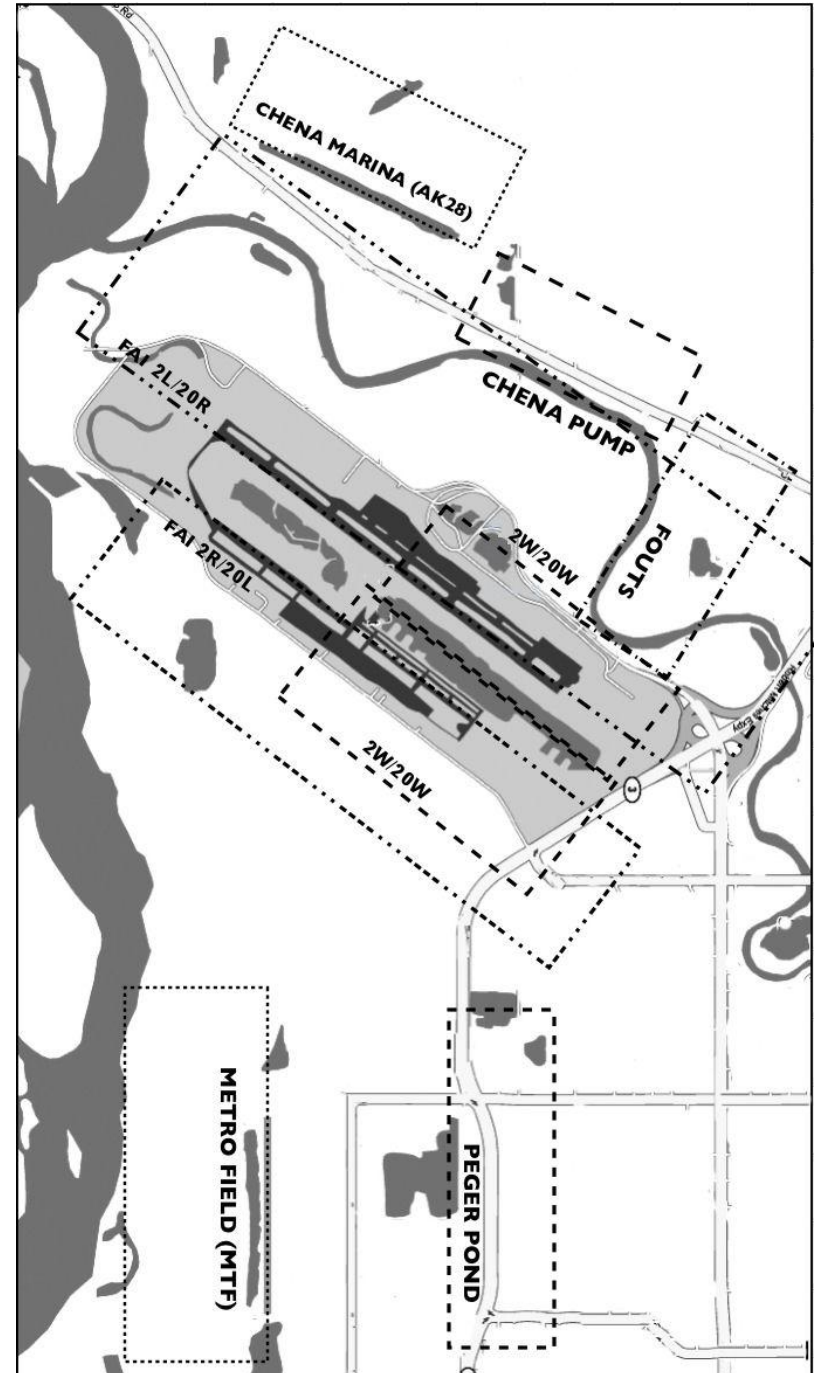 Rd
CHENA MARINA (AK28)
FAI 2L/20R
CHENA PUMP
FAI 2R/20L
2W/20W
FOUTS
2W/20W
3
METRO FIELD (MTF)
PEGER POND